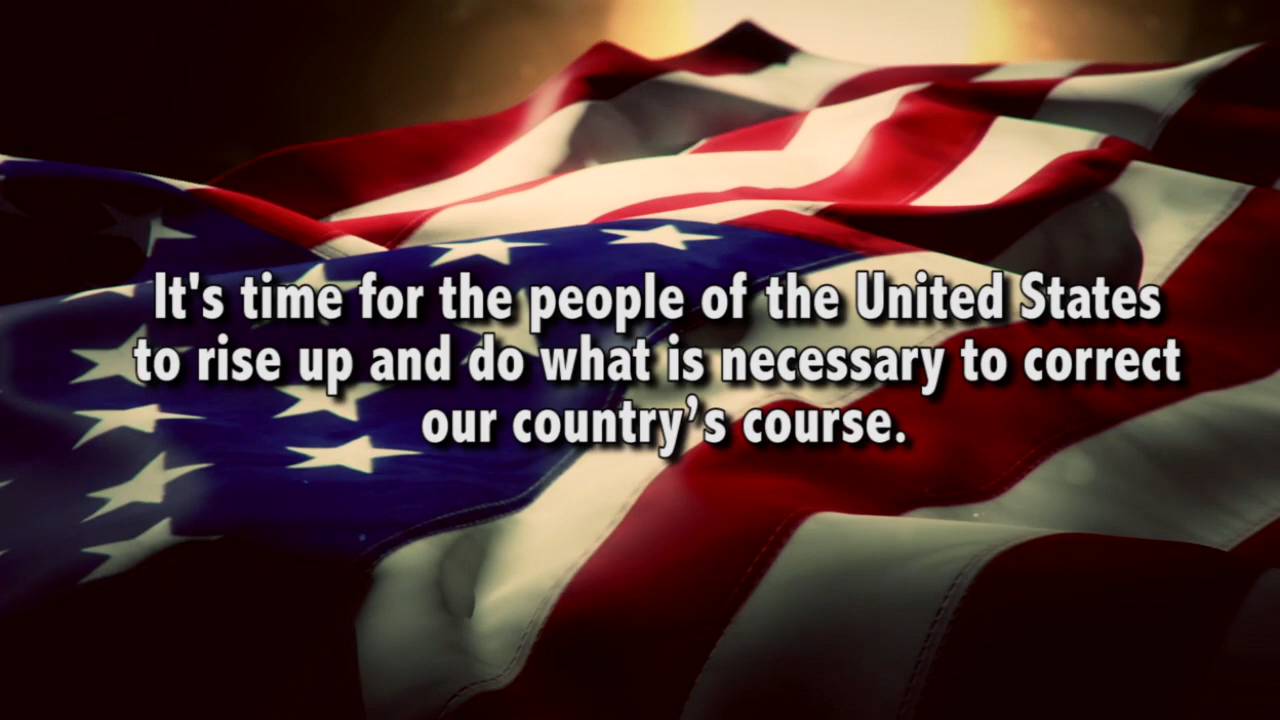 It's time for the people of the United States
to rise up and do what is necessary to correct
our country’s course.